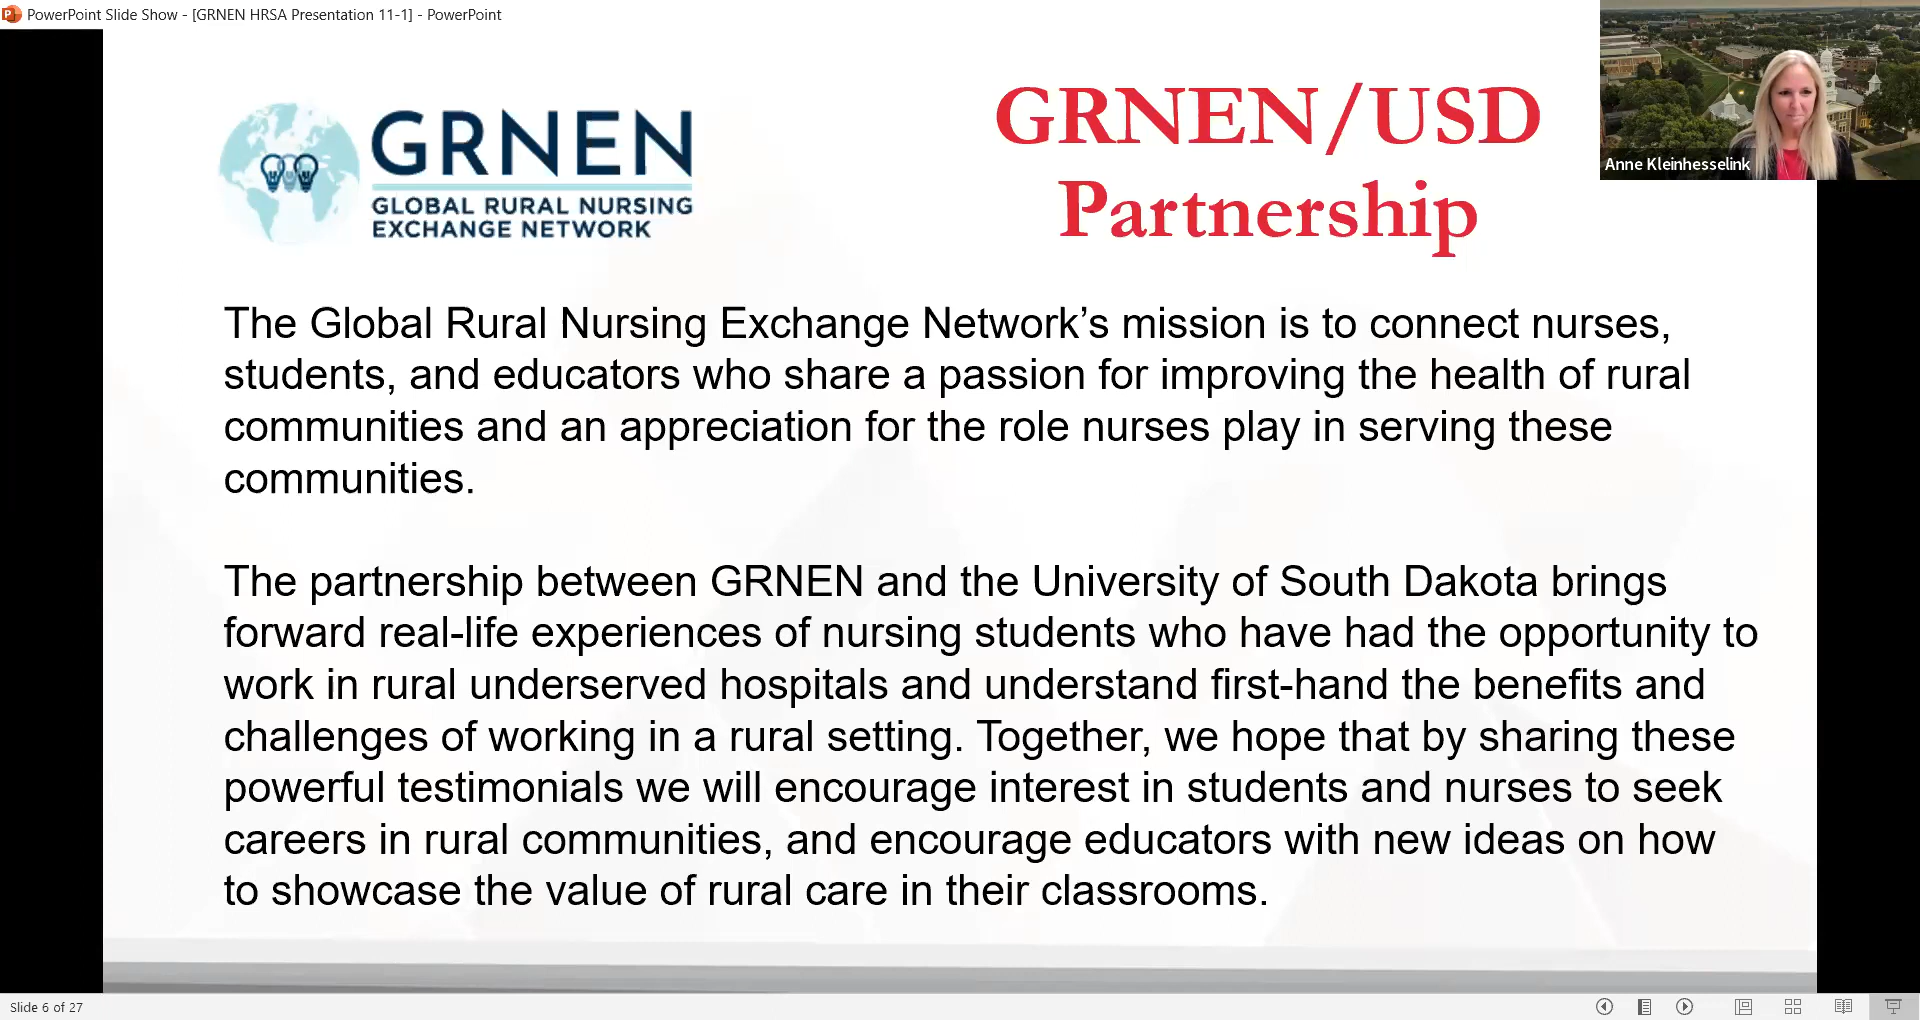 PowerPoint Slide Show - [GRNEN HRSA Presentation 11-1] - PowerPoint
GRNEN
GLOBAL RURAL NURSING
EXCHANGE NETWORK
GRNEN/USD
Partnership
Anne Kleinhesselink
The Global Rural Nursing Exchange Network’s mission is to connect nurses,
students, and educators who share a passion for improving the health of rural
communities and an appreciation for the role nurses play in serving these
communities.
The partnership between GRNEN and the University of South Dakota brings
forward real-life experiences of nursing students who have had the opportunity to
work in rural underserved hospitals and understand first-hand the benefits and
challenges of working in a rural setting. Together, we hope that by sharing these
powerful testimonials we will encourage interest in students and nurses to seek
careers in rural communities, and encourage educators with new ideas on how
to showcase the value of rural care in their classrooms.
Slide 6 of 27